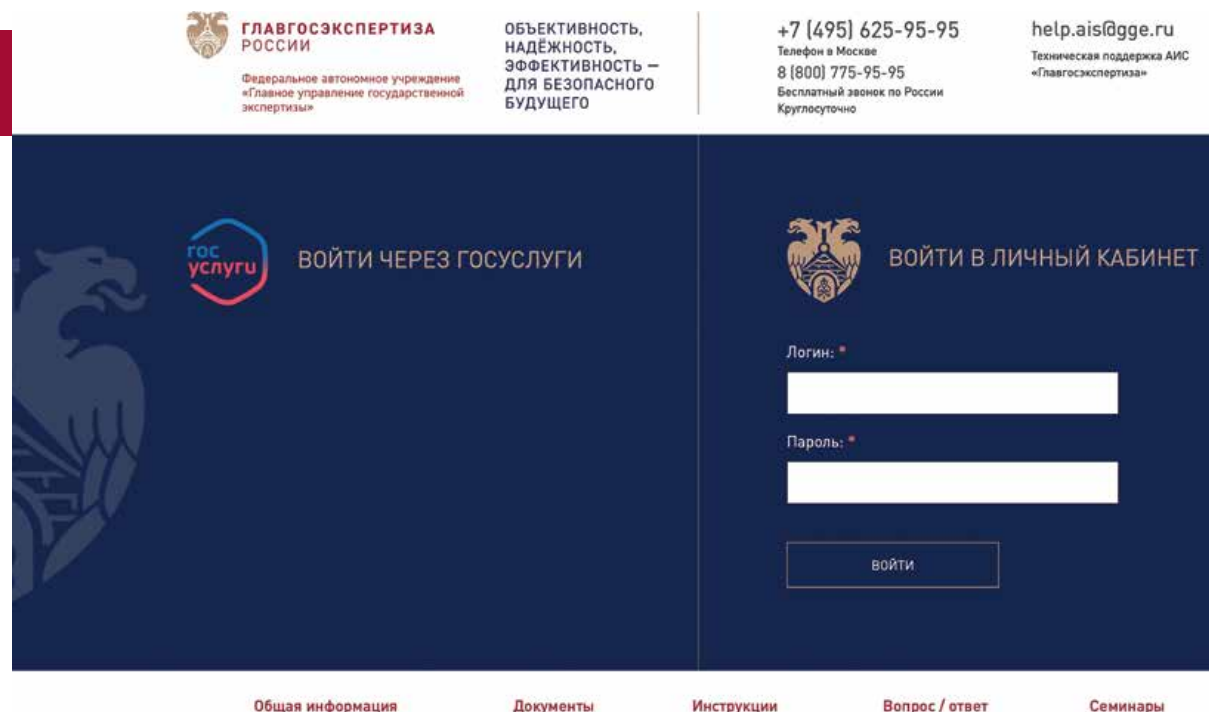 ГЛАВГОСЭКСПЕРТИЗА
РОССИИ
Федеральное автономное учреждение
«Главное управление государственной
экспертизы»
ОБЪЕКТИВНОСТЬ,
НАДЁЖНОСТЬ,
ЭФФЕКТИВНОСТЬ —
ДЛЯ БЕЗОПАСНОГО
БУДУЩЕГО
+7 (495) 625-95-95
Телефон в Москве
8 (800) 775-95-95
Бесплатный звонок по России
Круглосуточно
help.ais@gge.ru
Техническая поддержка АИС
«Главгосэкспертиза»
гос
услуги
ВОЙТИ ЧЕРЕЗ ГОСУСЛУГИ
ВОЙТИ В ЛИЧНЫЙ КАБИНЕТ
Логин: *
Пароль: *
ВОЙТИ
Общая информация
Документы
Инструкции
Вопрос / ответ
Семинары